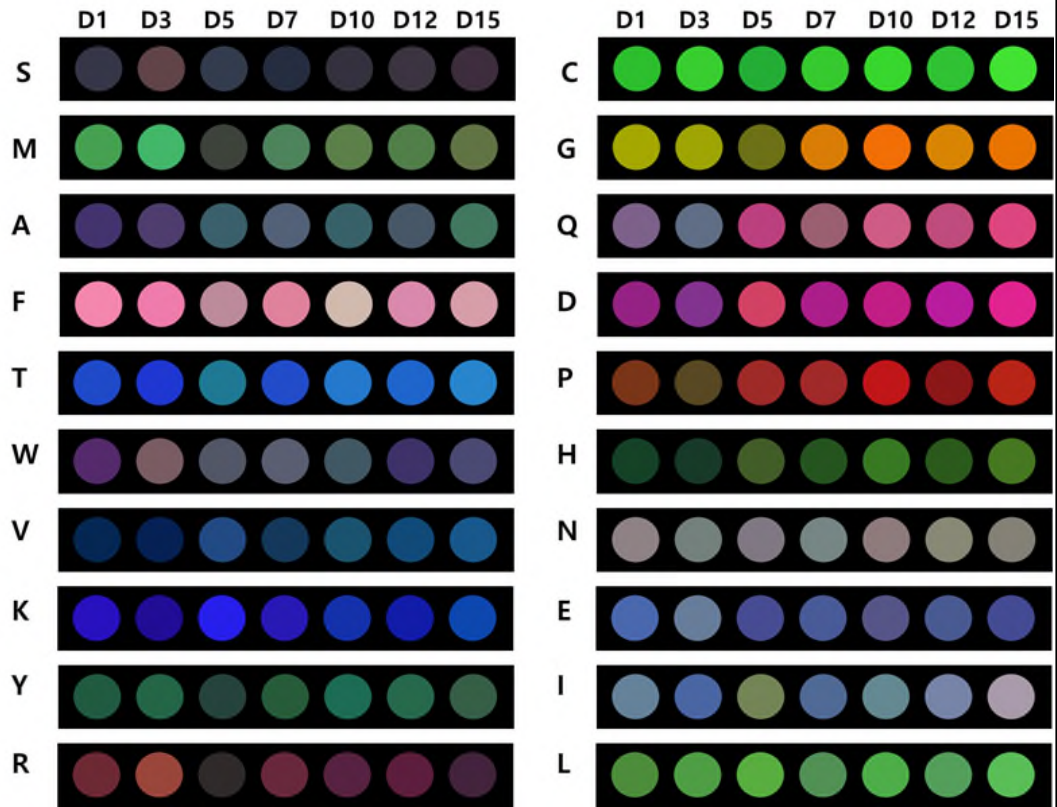 D1 D3 D5 D7 D10 D12 D15 D1 D3 D5 D7 D10 D12 D15
S C
M G
A Q
F D
T P
W H
V N
K E
Y I
R L